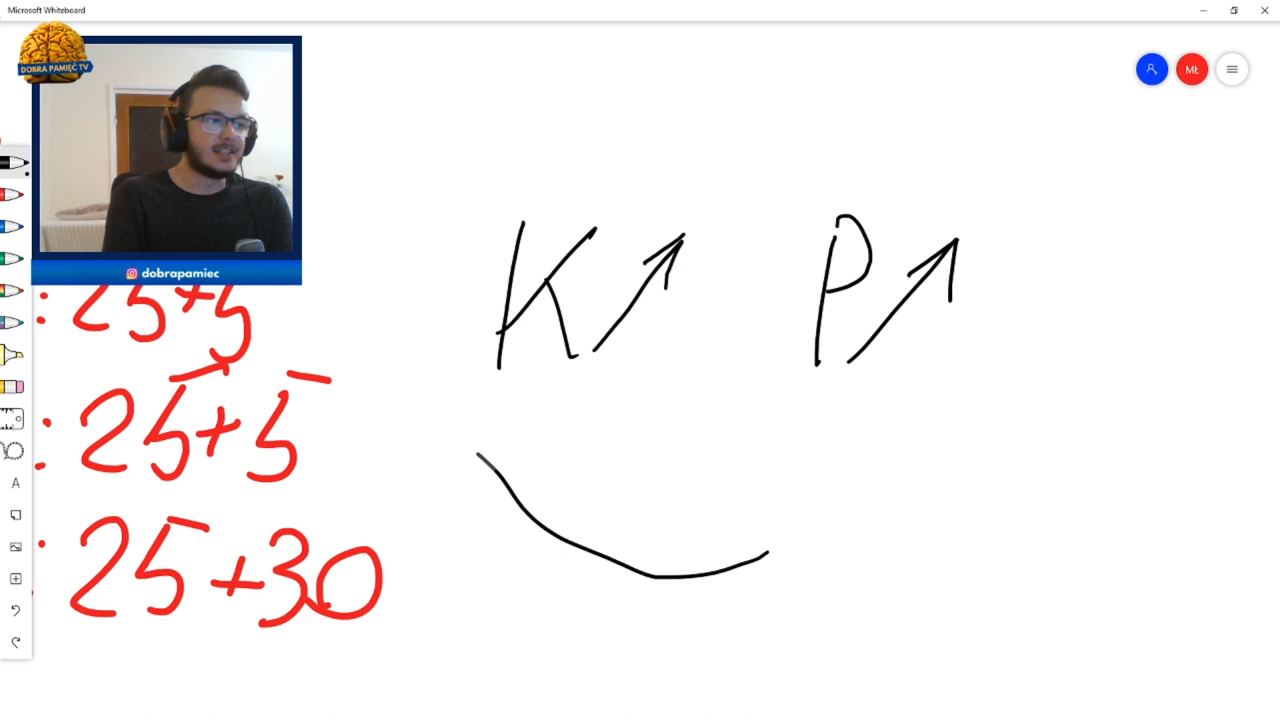 Microsoft Whiteboard
DOBRA PAMIĘĆ TV
MŁ
dobrapamiec
: 25+5
: 25+5
: 25+30
K P
A